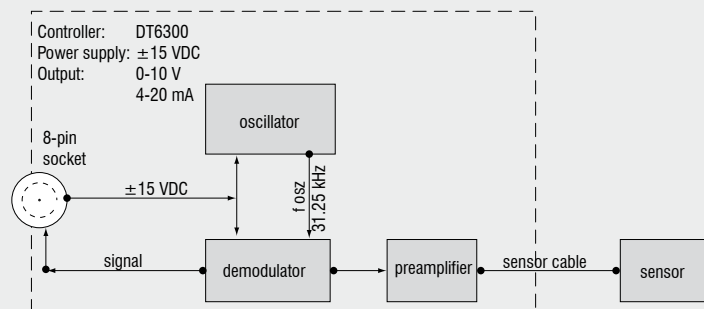 Controller: DT6300
Power supply: ±15 VDC
Output: 0-10 V
4-20 mA
oscillator
8-pin
socket
±15 VDC
f osz
31.25 kHz
signal
demodulator
preamplifier
sensor cable
sensor